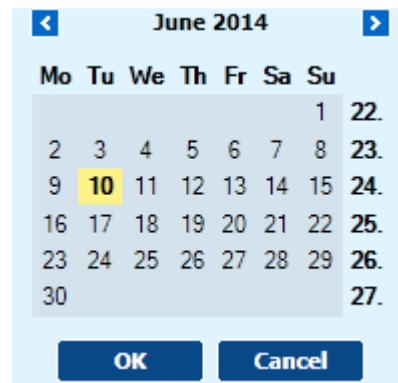 < June 2014 >
Mo Tu We Th Fr Sa Su
1 22.
2 3 4 5 6 7 8 23.
9 10 11 12 13 14 15 24.
16 17 18 19 20 21 22 25.
23 24 25 26 27 28 29 26.
30 27.
OK Cancel